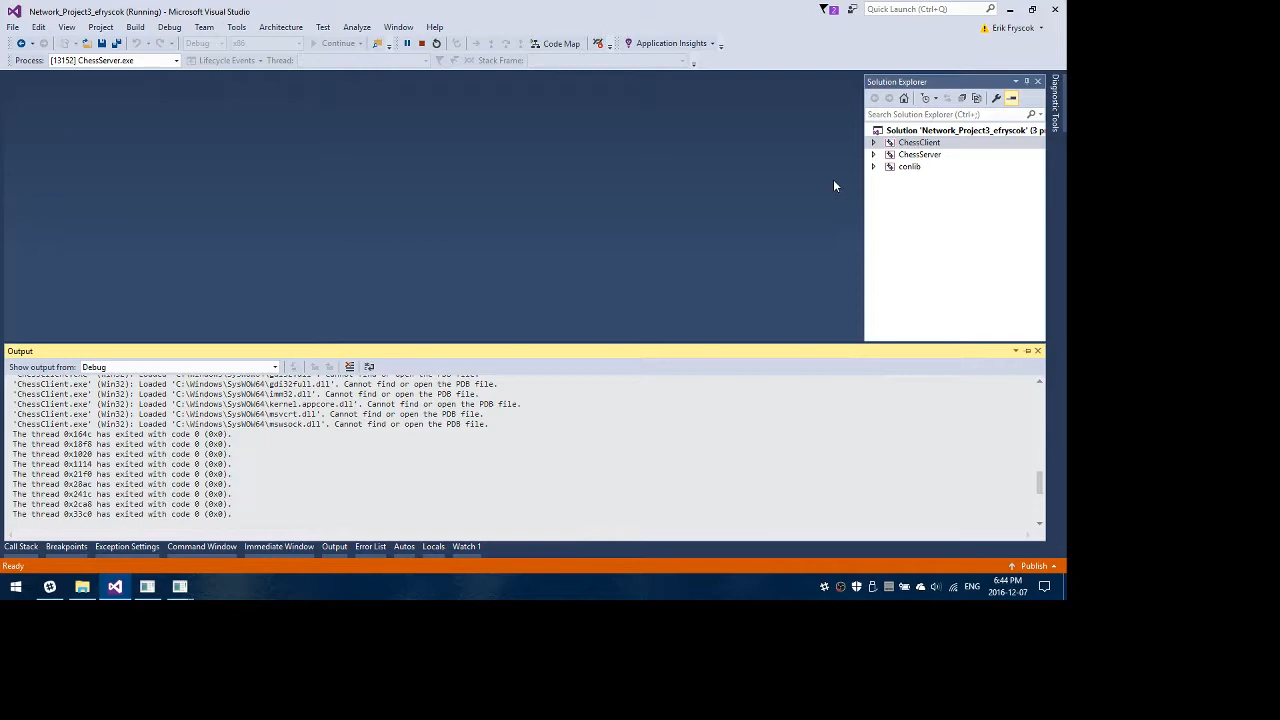 Network_Project3_efryscok (Running) - Microsoft Visual Studio
2
Quick Launch (Ctrl+Q)
File Edit View Project Build Debug Team Tools Architecture Test Analyze Window Help
Erik Fryscok
Debug x86 Continue Code Map Application Insights
Process: [13152] ChessServer.exe Lifecycle Events Thread: Stack Frame:
Solution Explorer
Search Solution Explorer (Ctrl+;)
Solution 'Network_Project3_efryscok' (3 p
ChessClient
ChessServer
conlib
Diagnostic Tools
Output
Show output from: Debug
'ChessClient.exe' (Win32): Loaded 'C:\Windows\SysWOW64\gdi32full.dll'. Cannot find or open the PDB file.
'ChessClient.exe' (Win32): Loaded 'C:\Windows\SysWOW64\imm32.dll'. Cannot find or open the PDB file.
'ChessClient.exe' (Win32): Loaded 'C:\Windows\SysWOW64\kernel.appcore.dll'. Cannot find or open the PDB file.
'ChessClient.exe' (Win32): Loaded 'C:\Windows\SysWOW64\msvcrt.dll'. Cannot find or open the PDB file.
'ChessClient.exe' (Win32): Loaded 'C:\Windows\SysWOW64\mswsock.dll'. Cannot find or open the PDB file.
The thread 0x164c has exited with code 0 (0x0).
The thread 0x18f8 has exited with code 0 (0x0).
The thread 0x1020 has exited with code 0 (0x0).
The thread 0x1114 has exited with code 0 (0x0).
The thread 0x21f0 has exited with code 0 (0x0).
The thread 0x28ac has exited with code 0 (0x0).
The thread 0x241c has exited with code 0 (0x0).
The thread 0x2ca8 has exited with code 0 (0x0).
The thread 0x33c0 has exited with code 0 (0x0).
Call Stack Breakpoints Exception Settings Command Window Immediate Window Output Error List Autos Locals Watch 1
Ready
Publish
ENG
6:44 PM
2016-12-07